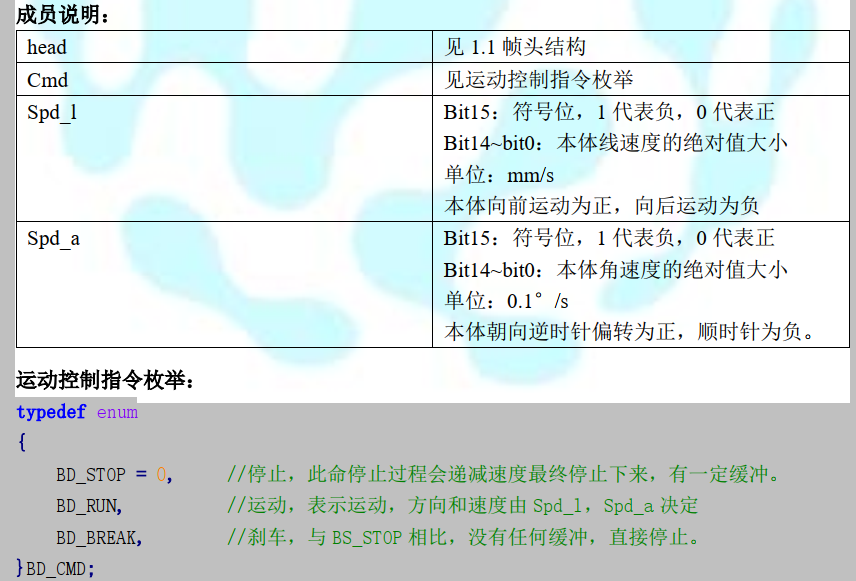 成员说明：
head 见 1.1 帧头结构
Cmd 见运动控制指令枚举
Spd_l Bit15：符号位，1 代表负，0 代表正
Bit14~bit0：本体线速度的绝对值大小
单位：mm/s
本体向前运动为正，向后运动为负
Spd_a Bit15：符号位，1 代表负，0 代表正
Bit14~bit0：本体角速度的绝对值大小
单位：0.1°/s
本体朝向逆时针偏转为正，顺时针为负。
运动控制指令枚举：
typedef enum
{
BD_STOP = 0, //停止，此命停止过程会递减速度最终停止下来，有一定缓冲。
BD_RUN, //运动，表示运动，方向和速度由 Spd_l，Spd_a 决定
BD_BREAK, //刹车，与 BS_STOP 相比，没有任何缓冲，直接停止。
}BD_CMD;